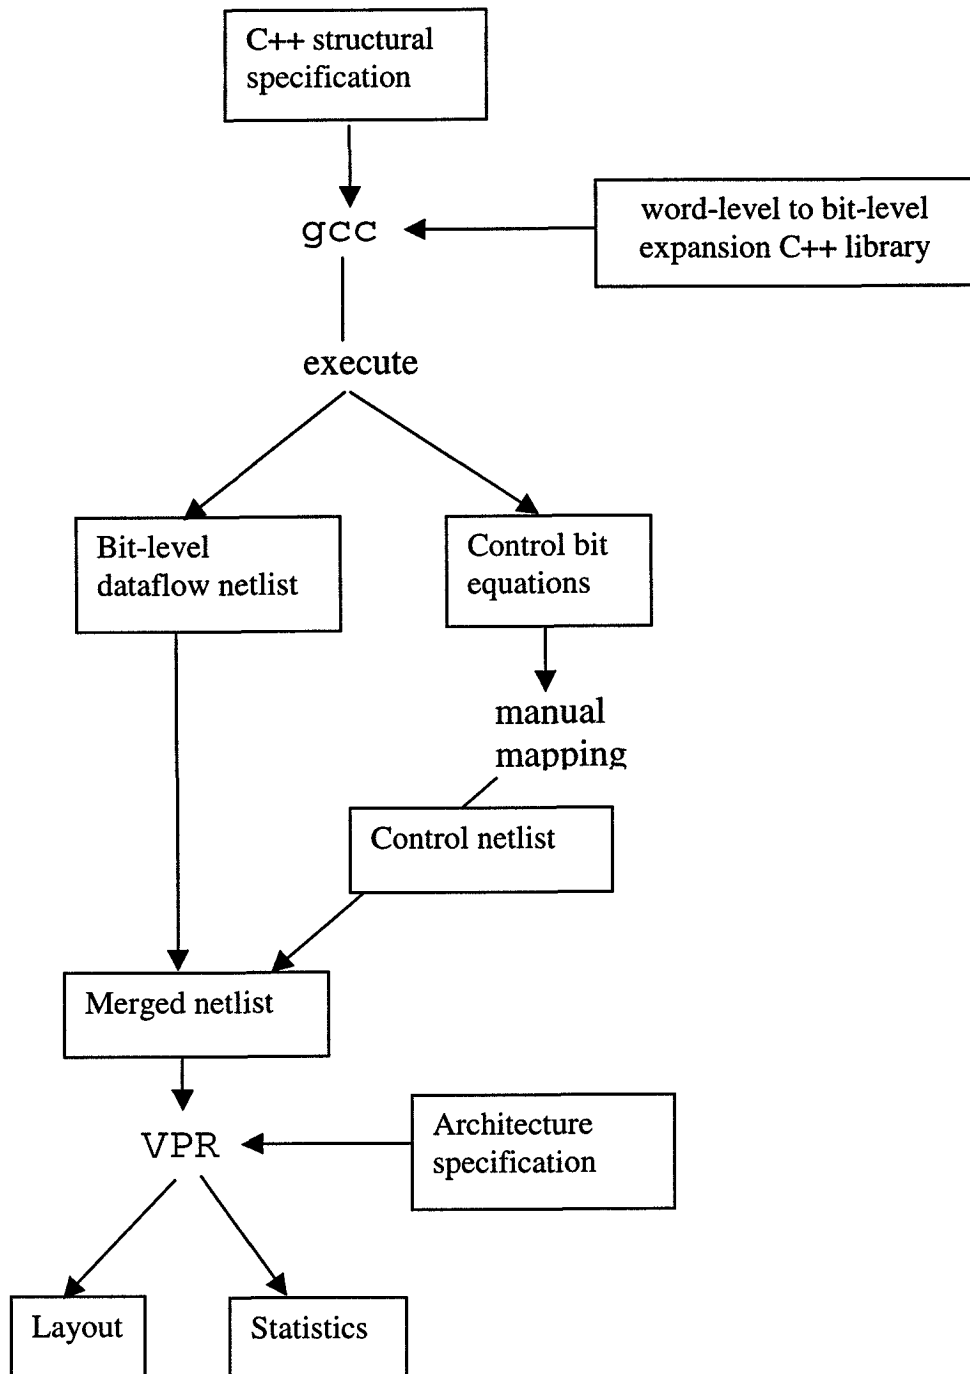 C++ structural
specification
gcc
word-level to bit-level
expansion C++ library
execute
Bit-level
dataflow netlist
Control bit
equations
manual
mapping
Control netlist
Merged netlist
VPR
Architecture
specification
Layout
Statistics